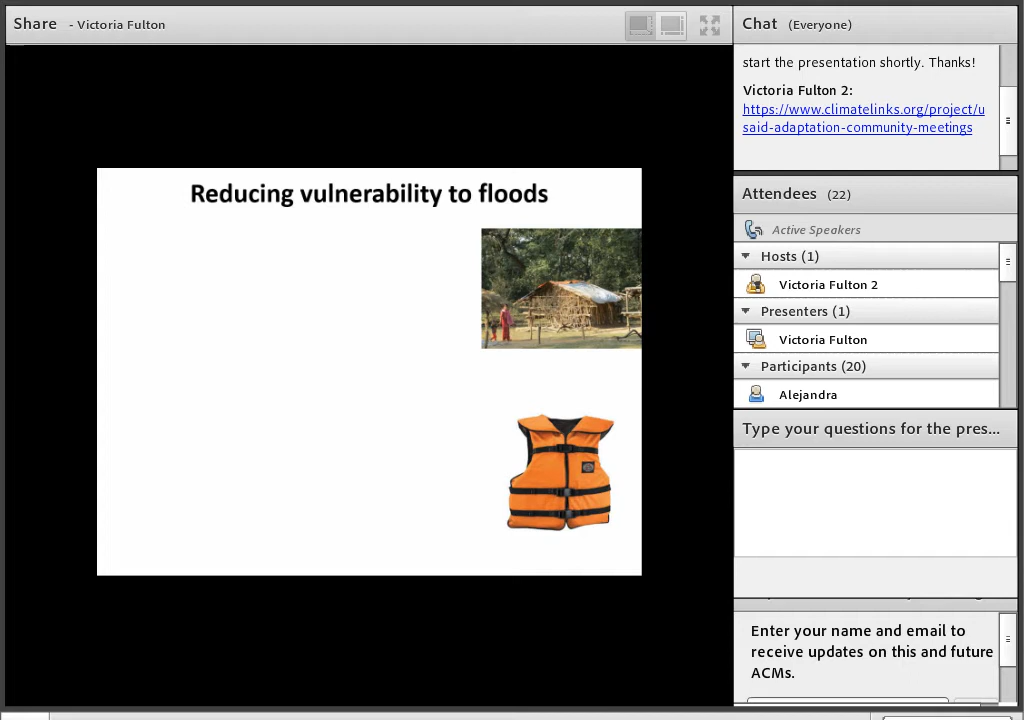 Share - Victoria Fulton
Reducing vulnerability to floods
Chat (Everyone)
start the presentation shortly. Thanks!
Victoria Fulton 2:
https://www.climatelinks.org/project/u
said-adaptation-community-meetings
Attendees (22)
Active Speakers
Hosts (1)
Victoria Fulton 2
Presenters (1)
Victoria Fulton
Participants (20)
Alejandra
Type your questions for the pres...
Enter your name and email to
receive updates on this and future
ACMs.